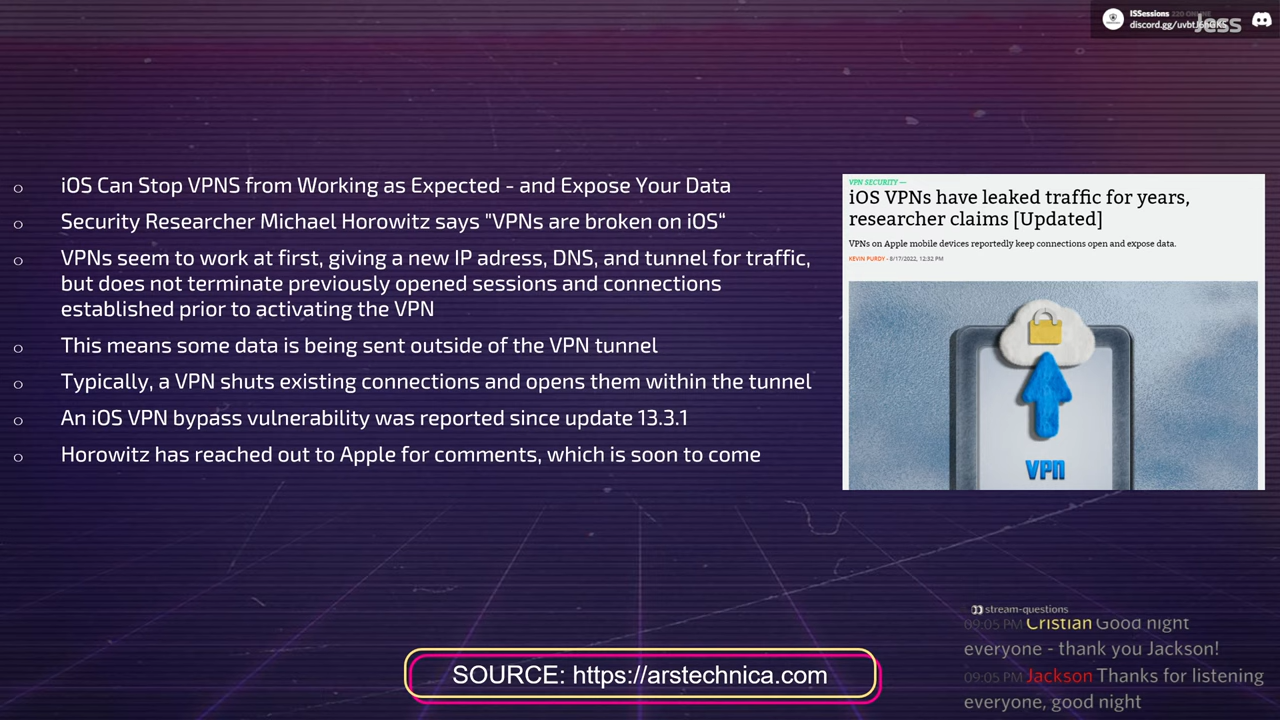 ISSessions 220 ONLINE
Jess
iOS Can Stop VPNS from Working as Expected - and Expose Your Data
Security Researcher Michael Horowitz says "VPNs are broken on iOS“
VPNs seem to work at first, giving a new IP adress, DNS, and tunnel for traffic,
but does not terminate previously opened sessions and connections
established prior to activating the VPN
This means some data is being sent outside of the VPN tunnel
Typically, a VPN shuts existing connections and opens them within the tunnel
An iOS VPN bypass vulnerability was reported since update 13.3.1
Horowitz has reached out to Apple for comments, which is soon to come
VPN SECURITY —
iOS VPNs have leaked traffic for years,
researcher claims [Updated]
VPNs on Apple mobile devices reportedly keep connections open and expose data.
KEVIN PURDY - 8/17/2022, 12:32 PM
VPN
stream-questions
09:05 PM Cristian Good night
everyone - thank you Jackson!
09:05 PM Jackson Thanks for listening
everyone, good night
SOURCE: https://arstechnica.com